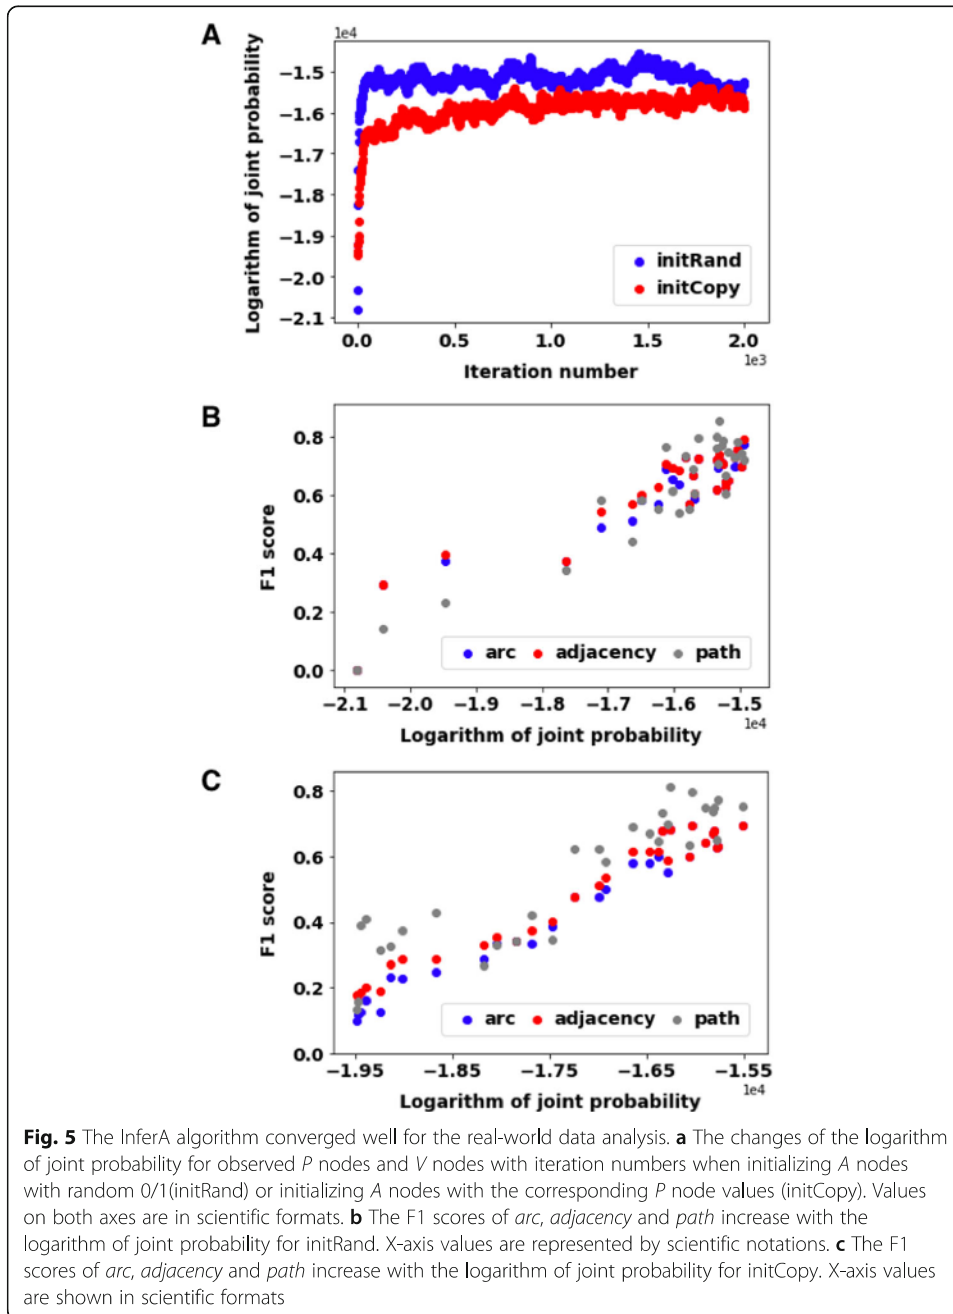 A
1e4
Logarithm of joint probability
−1.5
−1.6
−1.7
−1.8
−1.9
−2.0
−2.1
initRand
initCopy
0.0 0.5 1.0 1.5 2.0
1e3
Iteration number
B
F1 score
0.8
0.6
0.4
0.2
0.0
arc adjacency path
−2.1 −2.0 −1.9 −1.8 −1.7 −1.6 −1.5
1e4
Logarithm of joint probability
C
F1 score
0.8
0.6
0.4
0.2
0.0
arc adjacency path
−1.95 −1.85 −1.75 −1.65 −1.55
1e4
Logarithm of joint probability
Fig. 5 The InferA algorithm converged well for the real-world data analysis. a The changes of the logarithm
of joint probability for observed P nodes and V nodes with iteration numbers when initializing A nodes
with random 0/1(initRand) or initializing A nodes with the corresponding P node values (initCopy). Values
on both axes are in scientific formats. b The F1 scores of arc, adjacency and path increase with the
logarithm of joint probability for initRand. X-axis values are represented by scientific notations. c The F1
scores of arc, adjacency and path increase with the logarithm of joint probability for initCopy. X-axis values
are shown in scientific formats